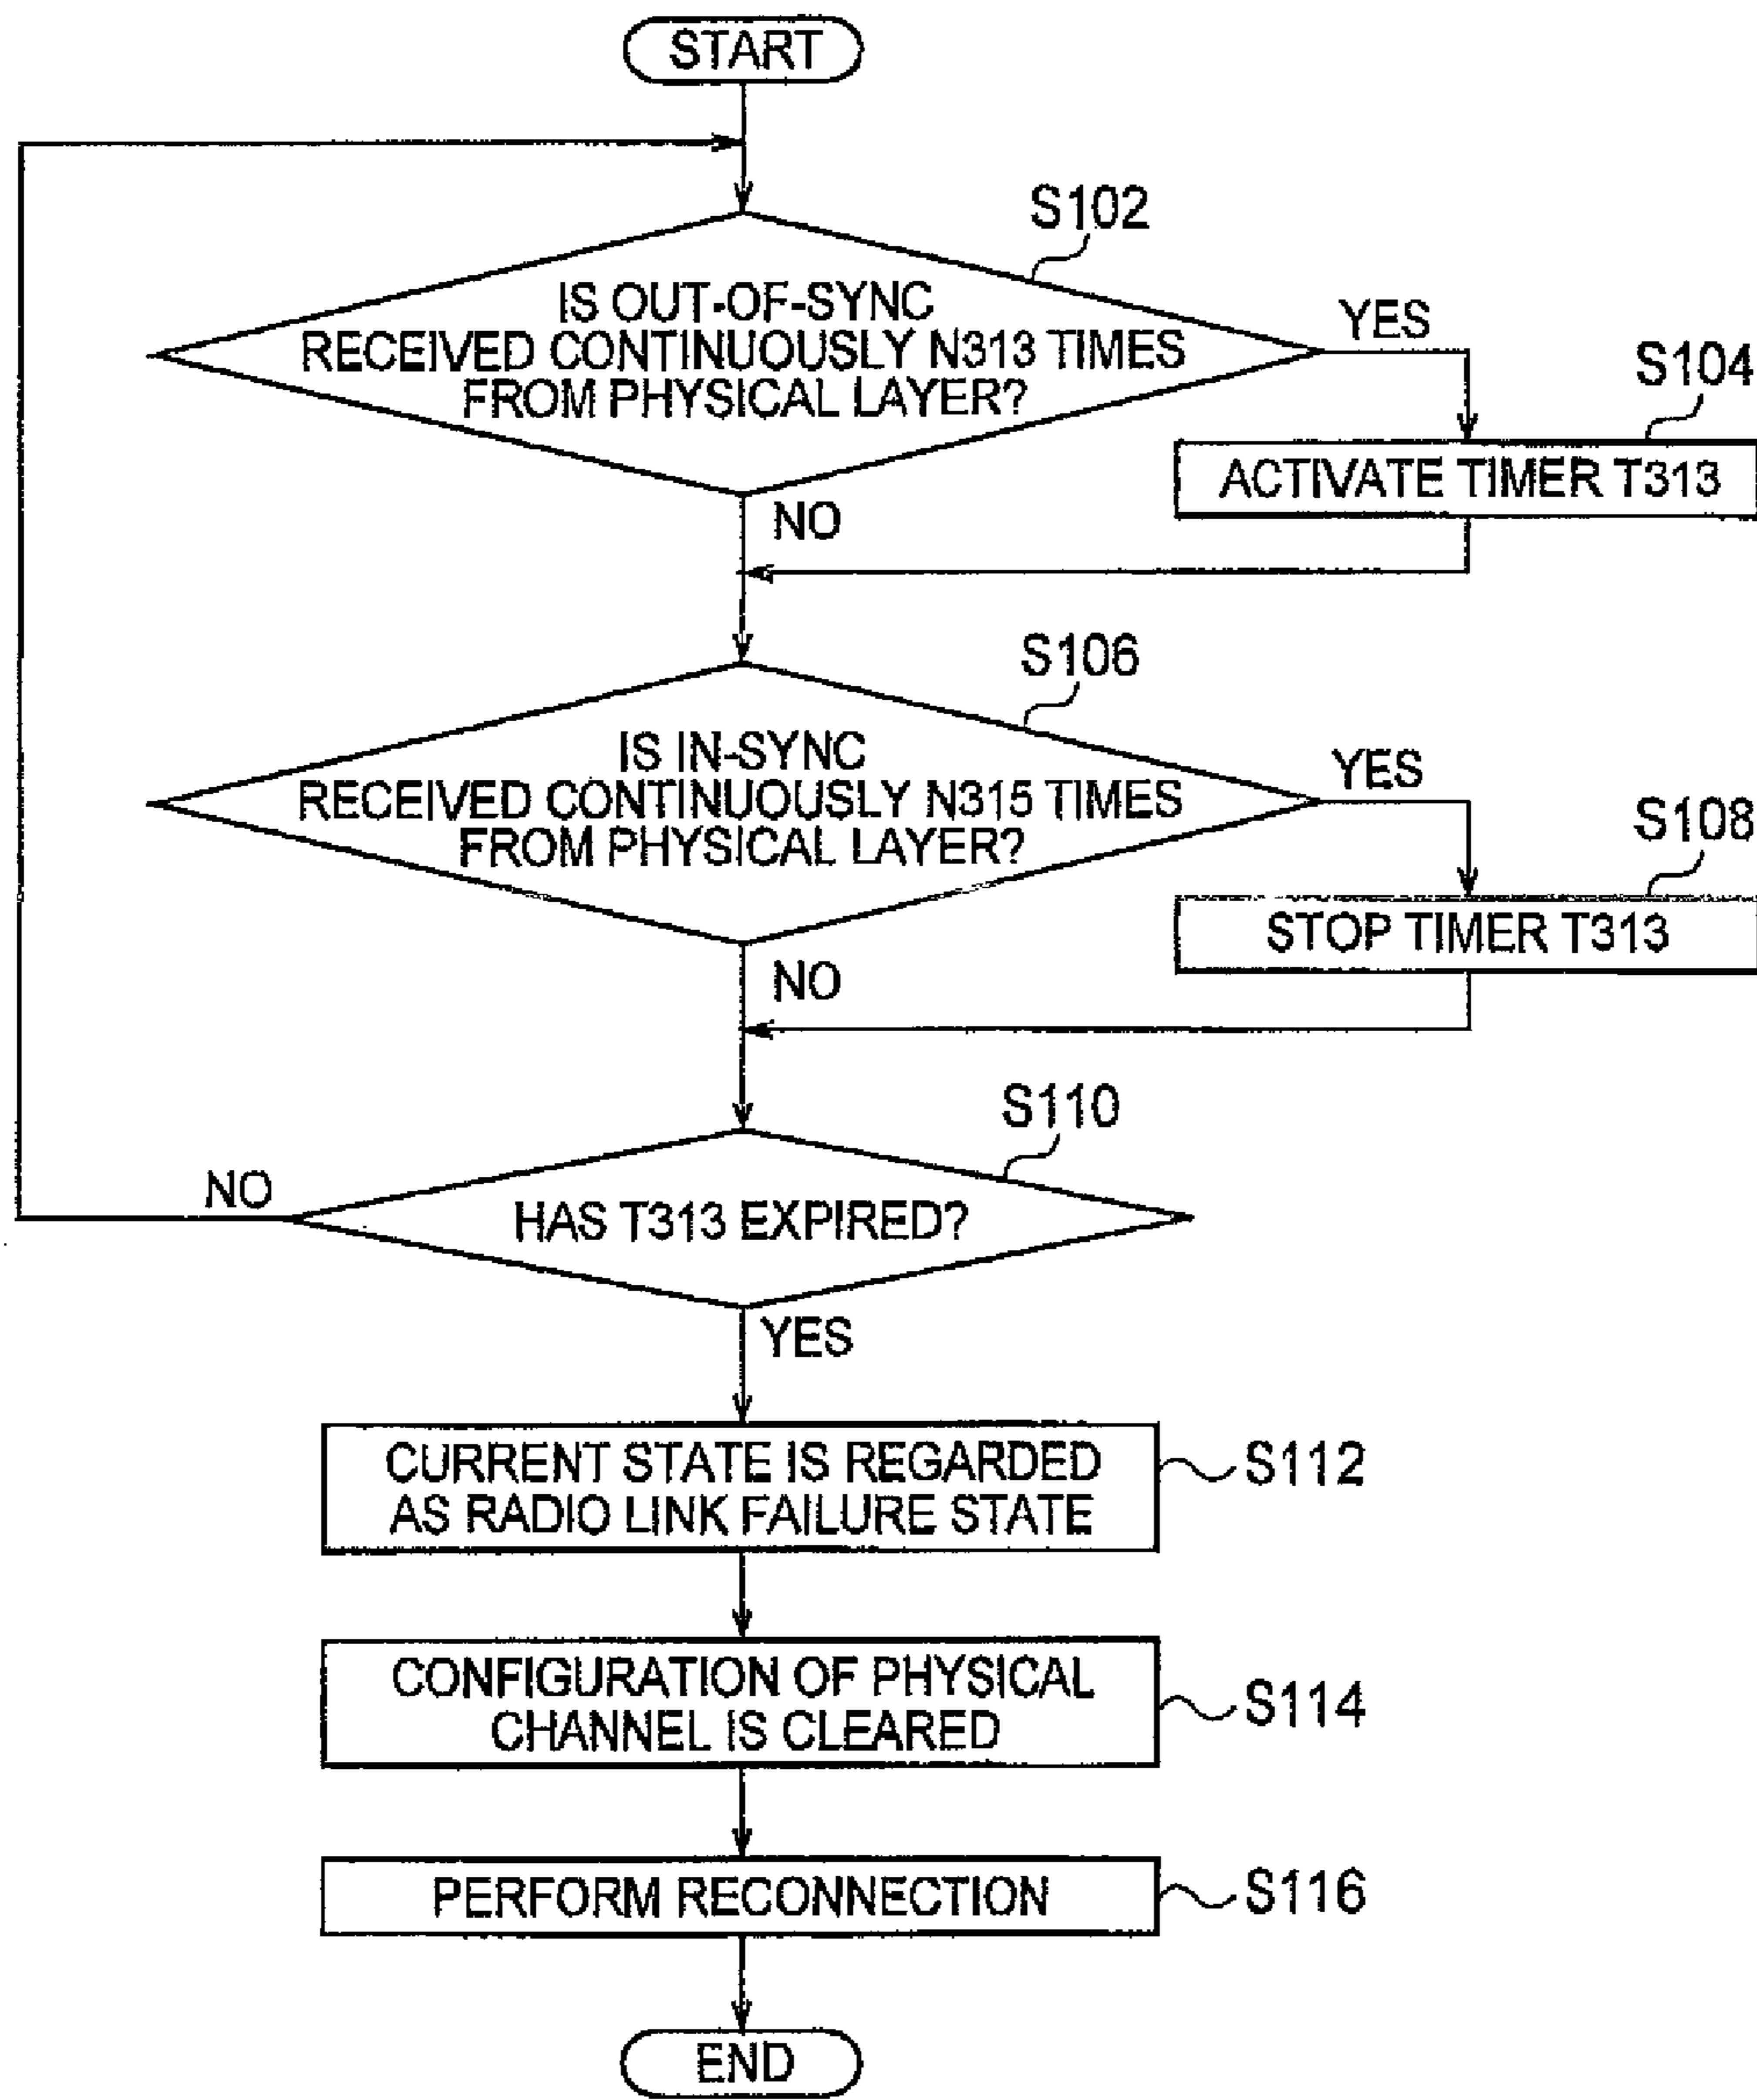 START
S102
IS OUT-OF-SYNC
RECEIVED CONTINUOUSLY N313 TIMES
FROM PHYSICAL LAYER?
YES
S104
ACTIVATE TIMER T313
NO
S106
IS IN-SYNC
RECEIVED CONTINUOUSLY N315 TIMES
FROM PHYSICAL LAYER?
YES
S108
STOP TIMER T313
NO
S110
NO
HAS T313 EXPIRED?
YES
CURRENT STATE IS REGARDED
AS RADIO LINK FAILURE STATE
S112
CONFIGURATION OF PHYSICAL
CHANNEL IS CLEARED
S114
PERFORM RECONNECTION
S116
END